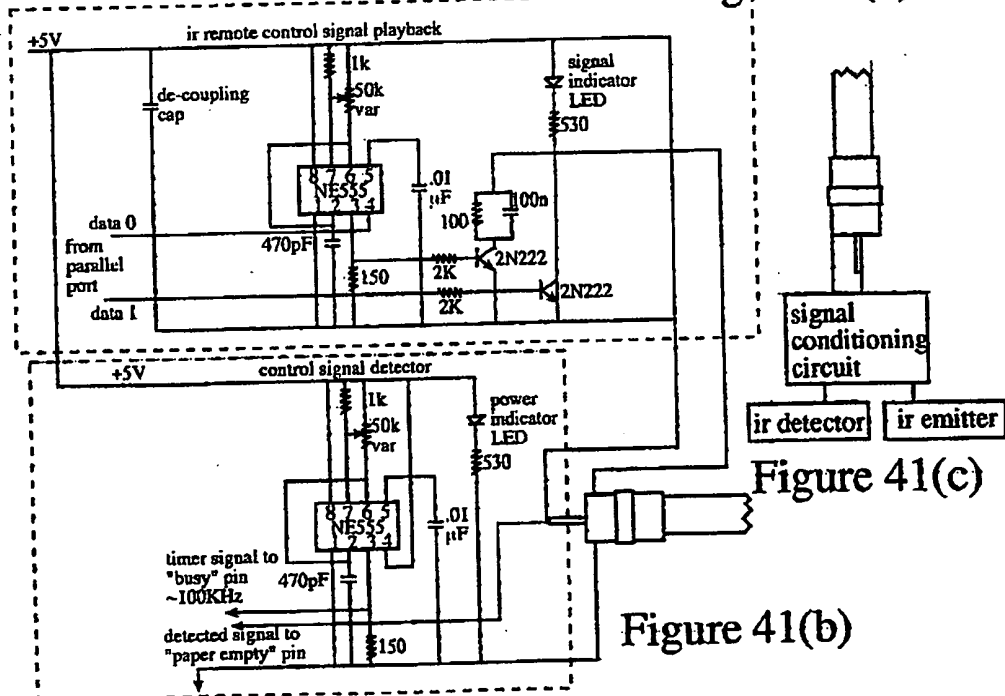 +5V
ir remote control signal playback
1k
50k
var
de-coupling
cap
signal
indicator
LED
530
8 7 6 5
NE555
1 2 3 4
.01
µF
100
100n
data 0
from
parallel
port
data 1
470pF
150
2K
2N222
2K
2N222
+5V
control signal detector
1k
50k
var
power
indicator
LED
530
8 7 6 5
NE555
1 2 3 4
.01
µF
470pF
timer signal to
"busy" pin
~100KHz
detected signal to
"paper empty" pin
150
signal
conditioning
circuit
ir detector
ir emitter
Figure 41(c)
Figure 41(b)